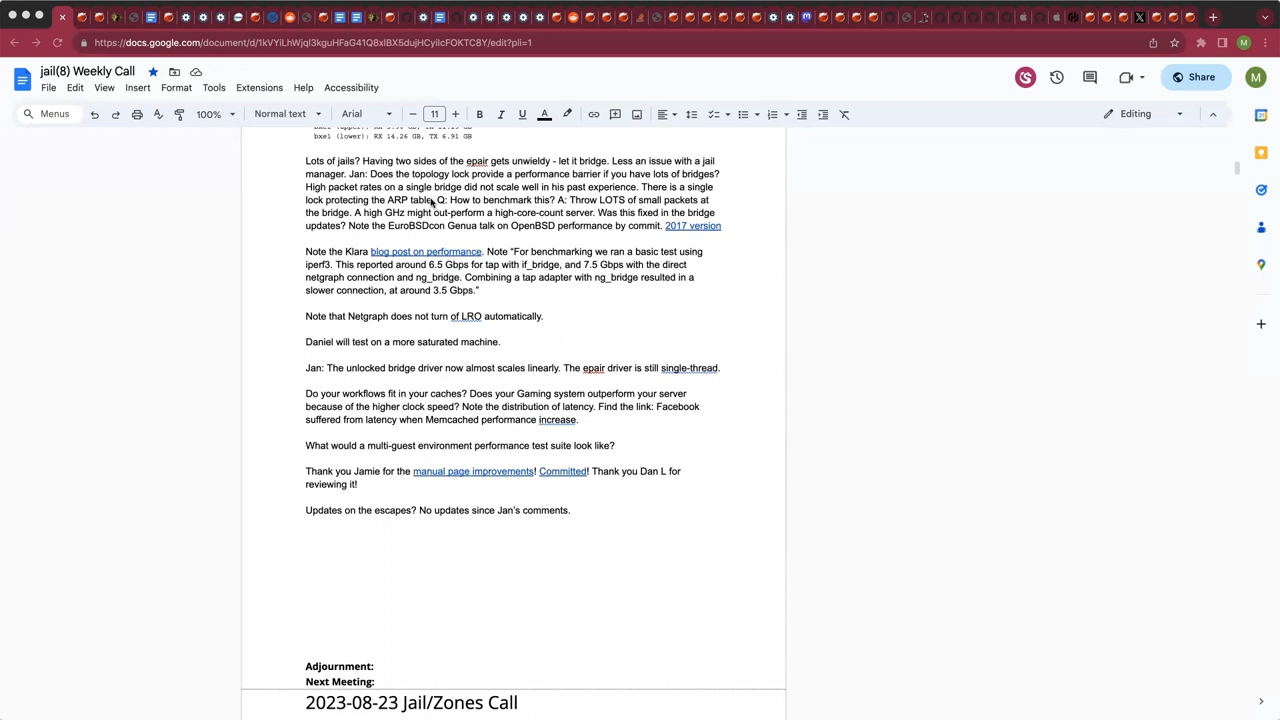 https://docs.google.com/document/d/1kVYiLhWjql3kguHFaG41Q8xlBX5dujHCyilcFOKTC8Y/edit?pli=1
jail(8) Weekly Call
File Edit View Insert Format Tools Extensions Help Accessibility
Share
M
Menus
100%
Normal text
Arial
11
Editing
bxe1 (lower): RX 14.26 GB, TX 6.91 GB
Lots of jails? Having two sides of the epair gets unwieldy - let it bridge. Less an issue with a jail
manager. Jan: Does the topology lock provide a performance barrier if you have lots of bridges?
High packet rates on a single bridge did not scale well in his past experience. There is a single
lock protecting the ARP table. Q: How to benchmark this? A: Throw LOTS of small packets at
the bridge. A high GHz might out-perform a high-core-count server. Was this fixed in the bridge
updates? Note the EuroBSDcon Genua talk on OpenBSD performance by commit. 2017 version
Note the Klara blog post on performance. Note “For benchmarking we ran a basic test using
iperf3. This reported around 6.5 Gbps for tap with if_bridge, and 7.5 Gbps with the direct
netgraph connection and ng_bridge. Combining a tap adapter with ng_bridge resulted in a
slower connection, at around 3.5 Gbps.”
Note that Netgraph does not turn of LRO automatically.
Daniel will test on a more saturated machine.
Jan: The unlocked bridge driver now almost scales linearly. The epair driver is still single-thread.
Do your workflows fit in your caches? Does your Gaming system outperform your server
because of the higher clock speed? Note the distribution of latency. Find the link: Facebook
suffered from latency when Memcached performance increase.
What would a multi-guest environment performance test suite look like?
Thank you Jamie for the manual page improvements! Committed! Thank you Dan L for
reviewing it!
Updates on the escapes? No updates since Jan’s comments.
Adjournment:
Next Meeting:
2023-08-23 Jail/Zones Call